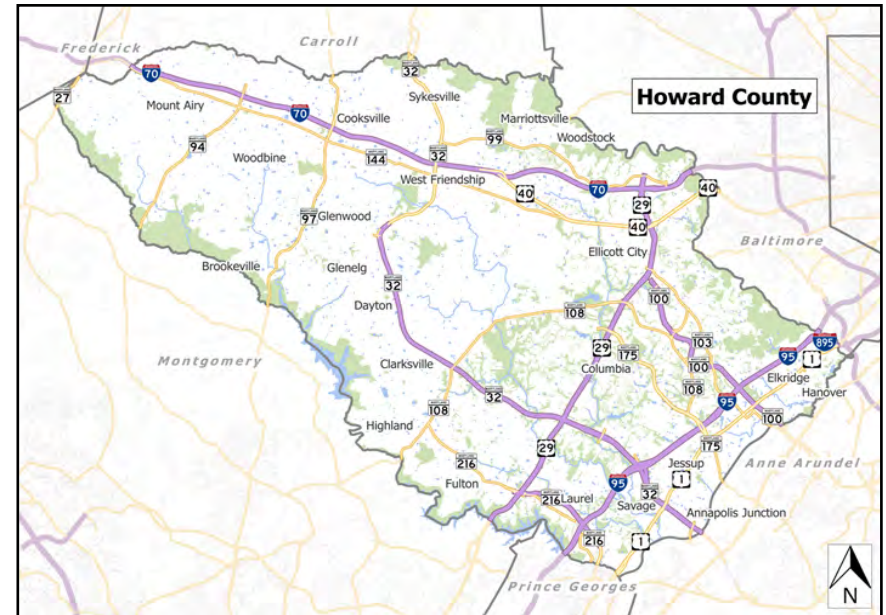 Carroll
Frederick
70
32
27
Mount Airy
Sykesville
Howard County
70
Cooksville
Marriottsville
94
99
Woodstock
Woodbine
144
32
West Friendship
70
40
40
29
97
Glenwood
40
Baltimore
Ellicott City
Brookeville
Glenelg
32
100
Dayton
108
103
895
29
175
95
1
Montgomery
Clarksville
Columbia
100
Elkridge
32
108
Hanover
95
108
100
Highland
175
29
216
Jessup
Anne Arundel
Fulton
95
1
216
Laurel
32
Savage
Annapolis Junction
216
1
Prince Georges
N